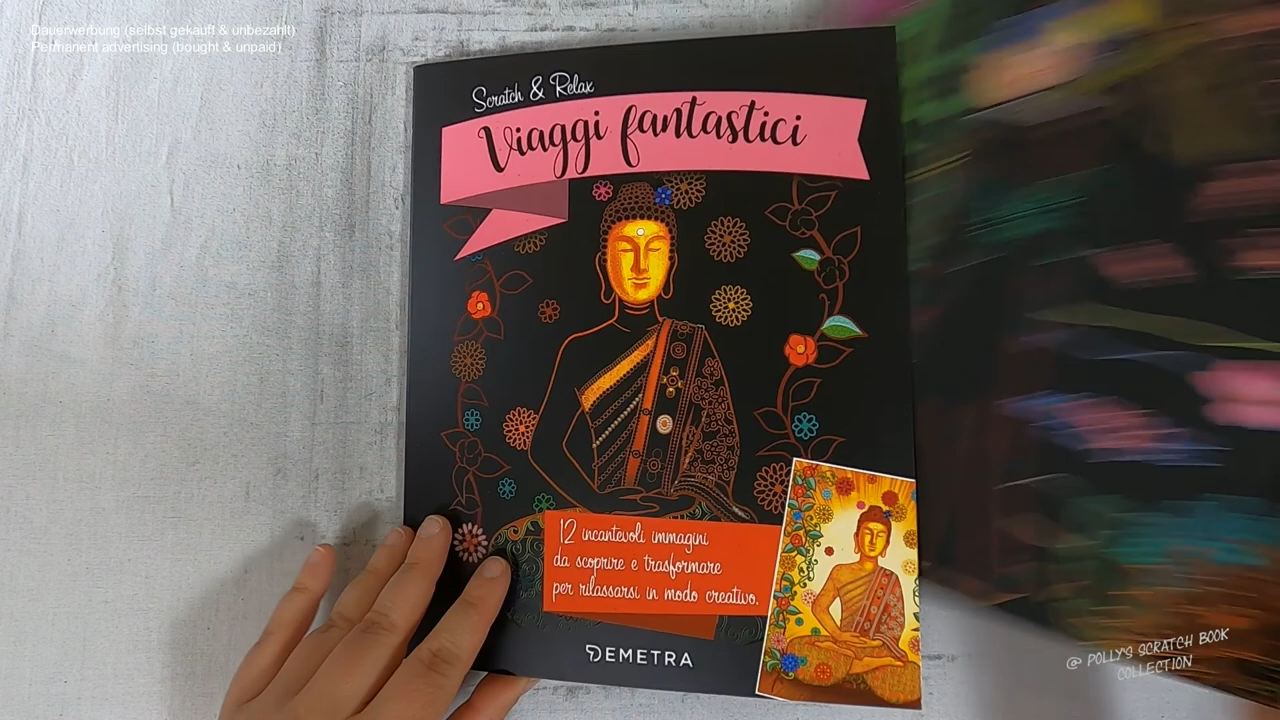 Dauerwerbung (selbst gekauft & unbezahlt)
Permanent advertising (bought & unpaid)
Scratch & Relax
Viaggi fantastici
12 incantevoli immagini
da scoprire e trasformare
per rilassarsi in modo creativo.
DEMETRA
@ POLLY'S SCRATCH BOOK
COLLECTION